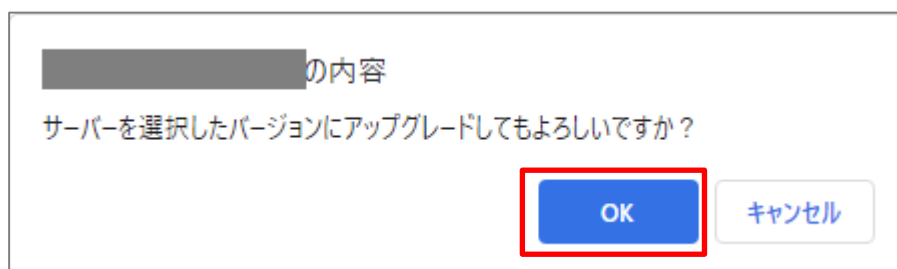 の内容
サーバーを選択したバージョンにアップグレードしてもよろしいですか？
OK
キャンセル